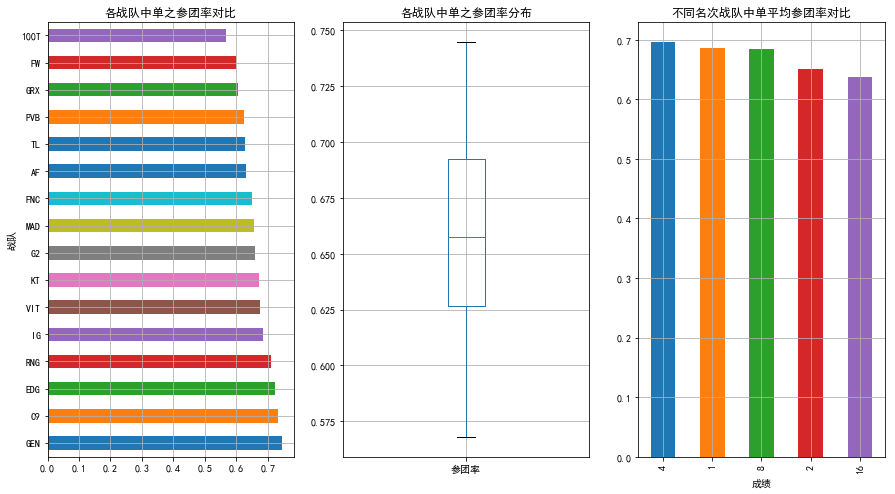 各战队中单之参团率对比
战队
100T
FW
GRX
PVB
TL
AF
FNC
MAD
G2
KT
VIT
IG
RNG
EDG
C9
GEN
0.0 0.1 0.2 0.3 0.4 0.5 0.6 0.7
各战队中单之参团率分布
0.750
0.725
0.700
0.675
0.650
0.625
0.600
0.575
参团率
不同名次战队中单平均参团率对比
0.7
0.6
0.5
0.4
0.3
0.2
0.1
0.0
4 1 8 2 16
成绩